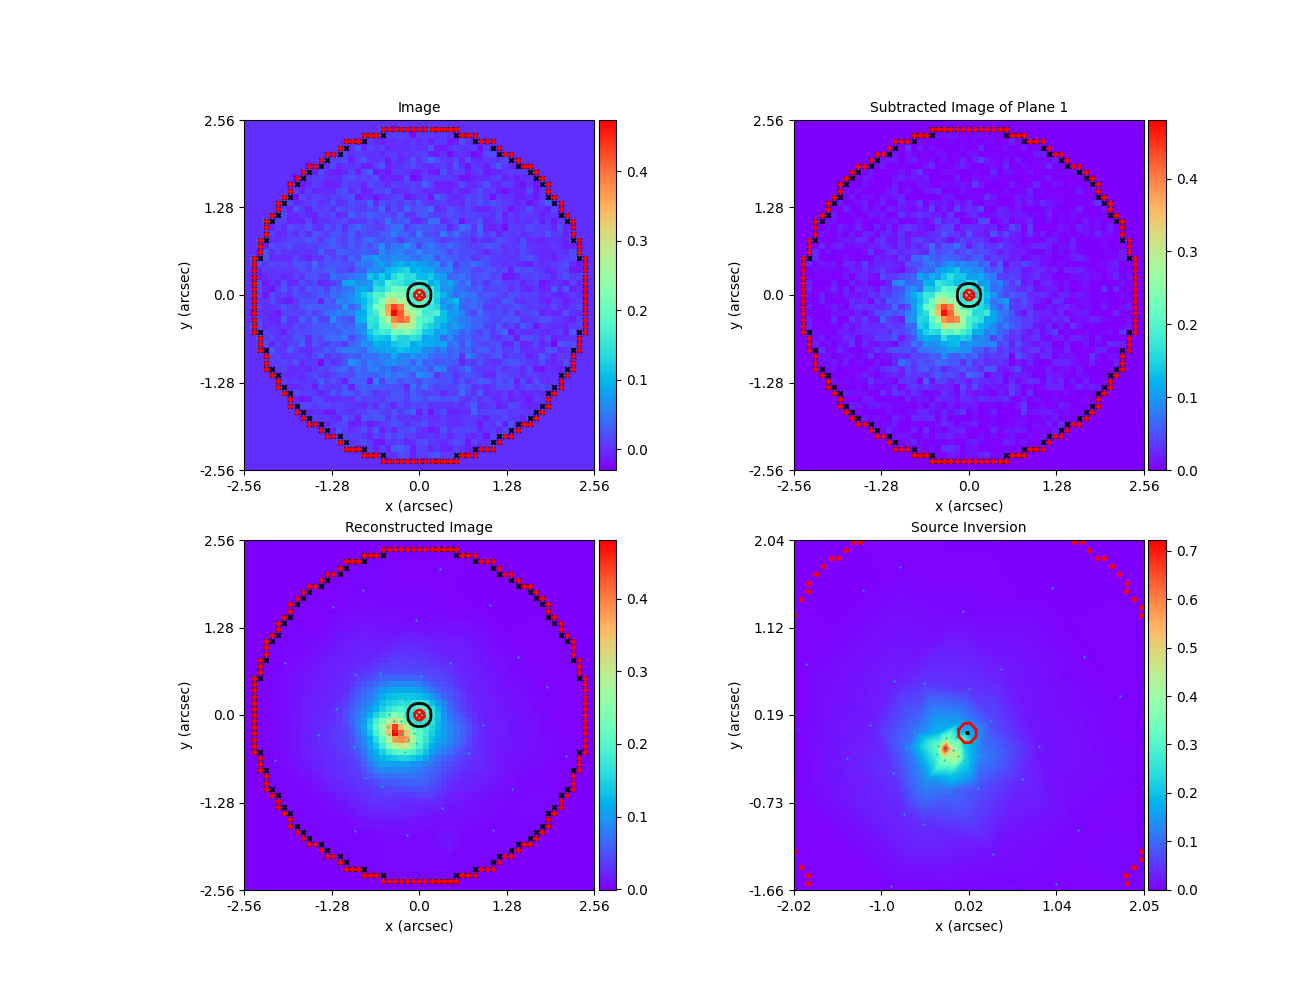 Image
2.56
1.28
0.0
-1.28
-2.56
y (arcsec)
-2.56 -1.28 0.0 1.28 2.56
x (arcsec)
0.4
0.3
0.2
0.1
0.0
Subtracted Image of Plane 1
2.56
1.28
0.0
-1.28
-2.56
y (arcsec)
-2.56 -1.28 0.0 1.28 2.56
x (arcsec)
0.4
0.3
0.2
0.1
0.0
Reconstructed Image
2.56
1.28
0.0
-1.28
-2.56
y (arcsec)
-2.56 -1.28 0.0 1.28 2.56
x (arcsec)
0.4
0.3
0.2
0.1
0.0
Source Inversion
2.04
1.12
0.19
-0.73
-1.66
y (arcsec)
-2.02 -1.0 0.02 1.04 2.05
x (arcsec)
0.7
0.6
0.5
0.4
0.3
0.2
0.1
0.0